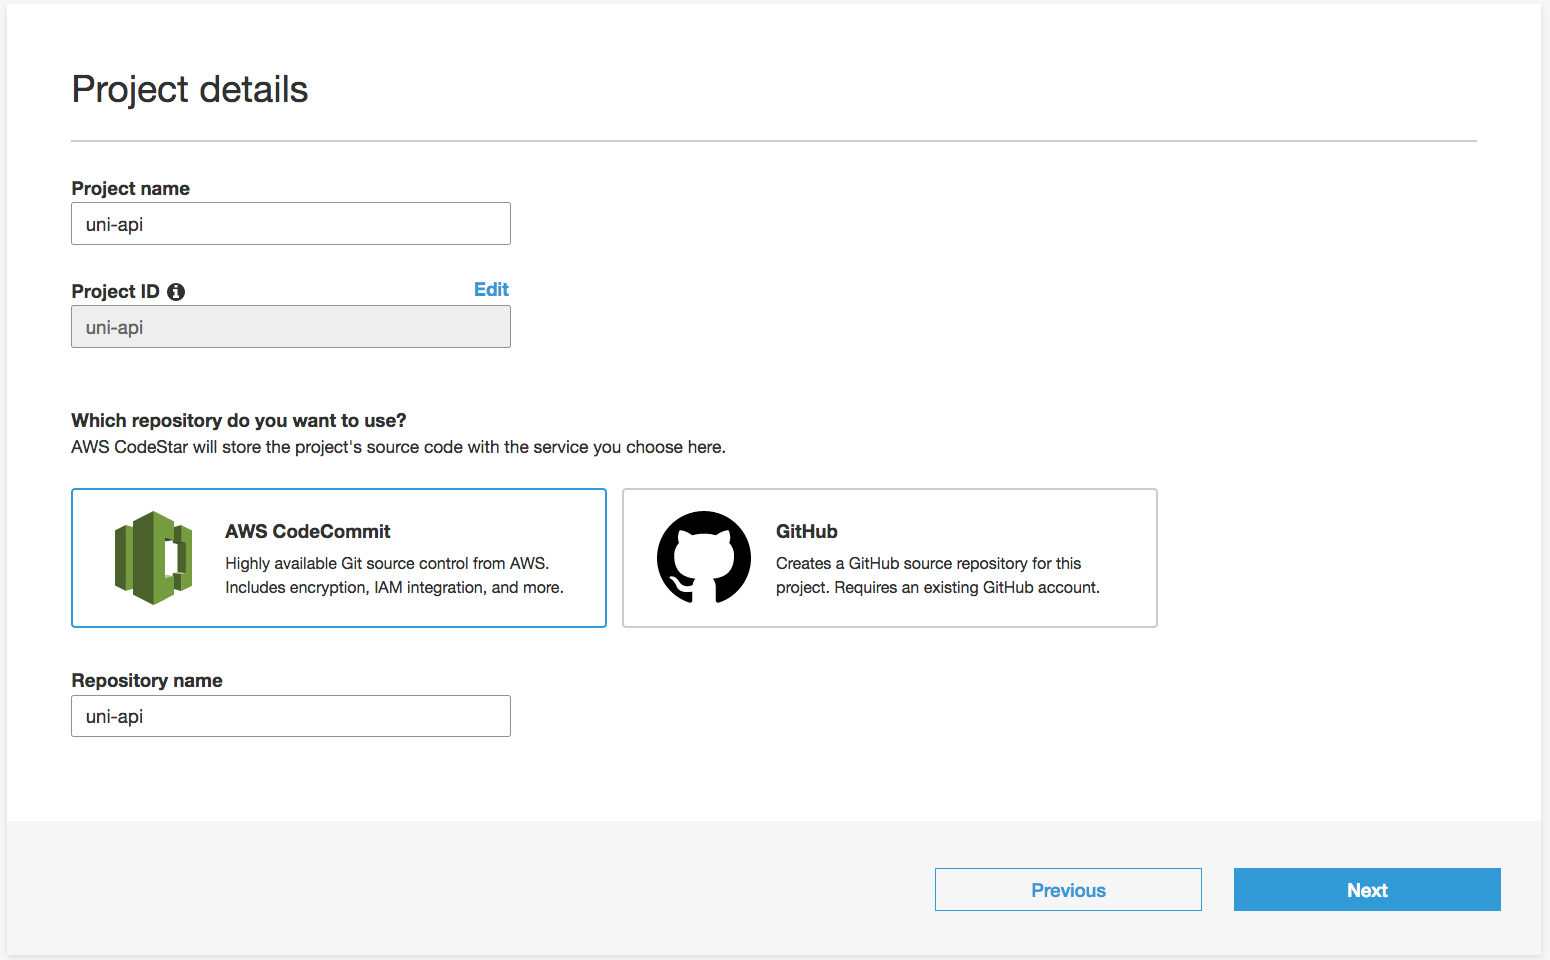 Project details
Project name
uni-api
Project ID
Edit
uni-api
Which repository do you want to use?
AWS CodeStar will store the project's source code with the service you choose here.
AWS CodeCommit
Highly available Git source control from AWS.
Includes encryption, IAM integration, and more.
GitHub
Creates a GitHub source repository for this
project. Requires an existing GitHub account.
Repository name
uni-api
Previous
Next